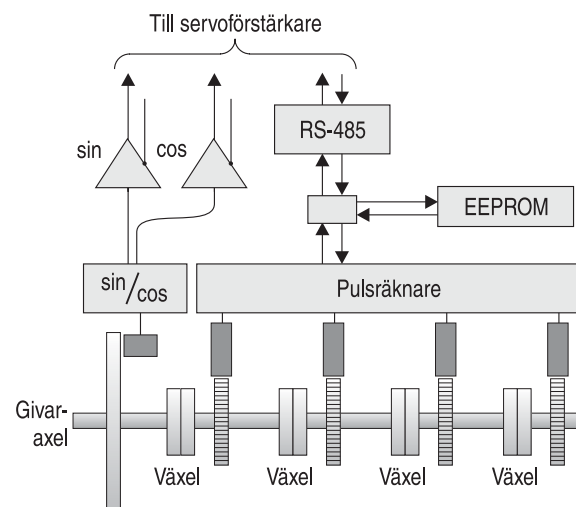 Till servoförstärkare
sin
cos
RS-485
EEPROM
sin/cos
Pulsräknare
Givar-
axel
Växel
Växel
Växel
Växel